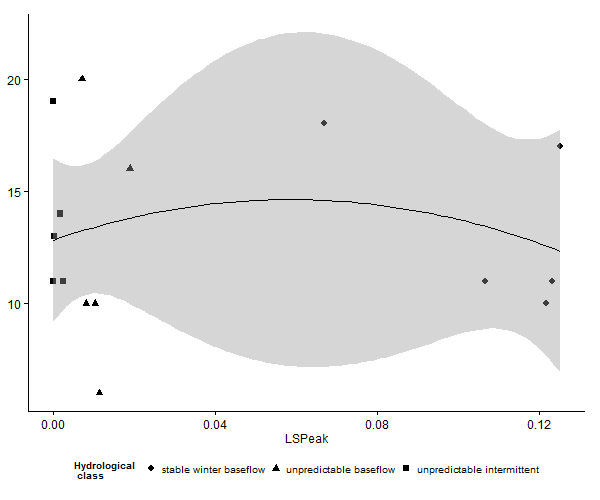 20
15
10
0.00 0.04 0.08 0.12
LSPeak
Hydrological class stable winter baseflow unpredictable baseflow unpredictable intermittent